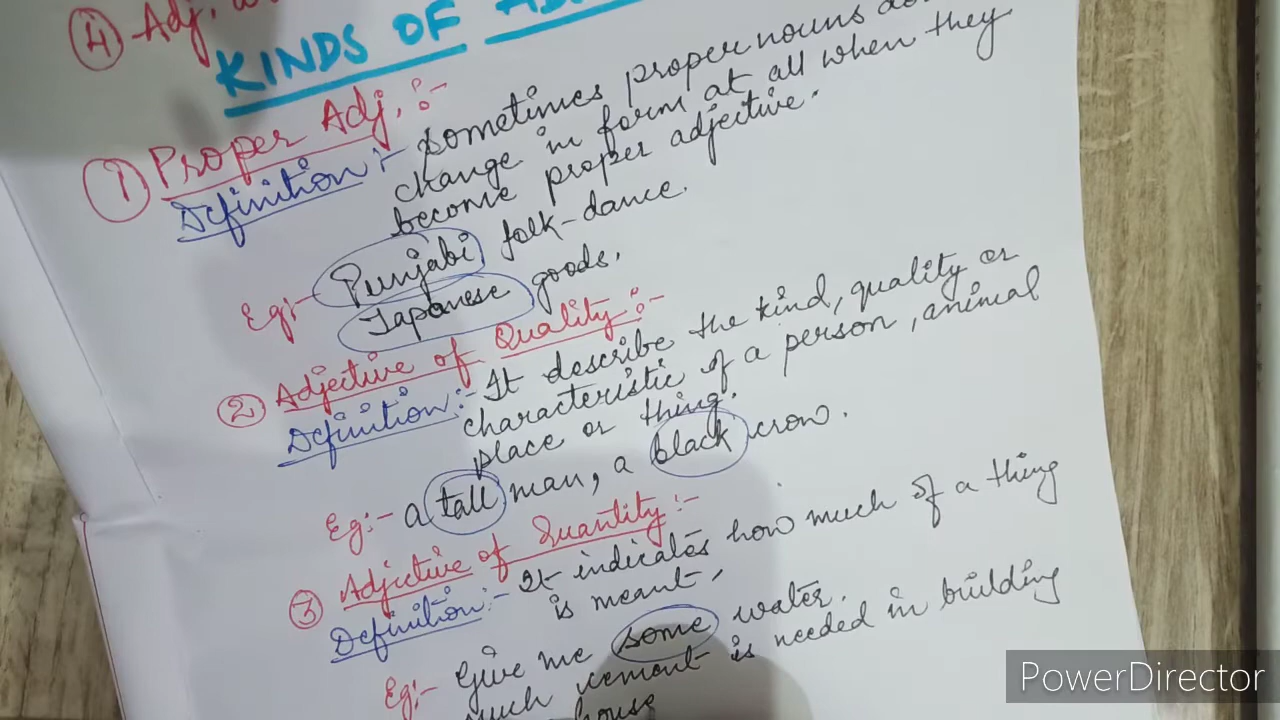 ④ Adj.
KINDS OF
① Proper Adj. :-
Definition :- Sometimes proper nouns
change in form at all when they
become proper adjective.
Eg:- Punjabi folk-dance.
Japanese goods.
② Adjective of Quality :-
Definition :- It describe the kind, quality or
characteristic of a person, animal
place or thing.
Eg:- a tall man, a black crow.
③ Adjective of Quantity :-
Definition :- It indicates how much of a thing
is meant.
Eg:- Give me some water.
much cement is needed in building
house
PowerDirector